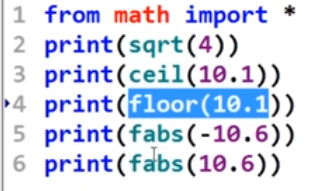 1 from math import *
2 print(sqrt(4))
3 print(ceil(10.1))
4 print(floor(10.1))
5 print(fabs(-10.6))
6 print(fabs(10.6))